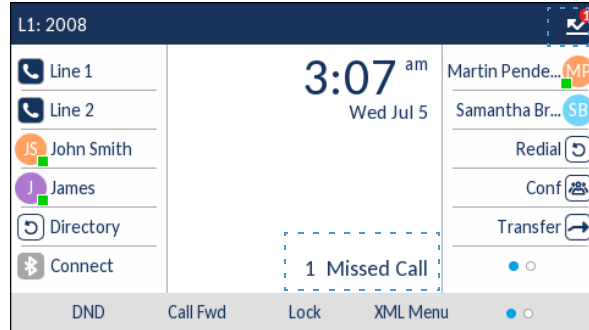 L1: 2008
1
Line 1
Line 2
JS John Smith
J James
Directory
Connect
3:07 am
Wed Jul 5
1 Missed Call
Martin Pende... MP
Samantha Br... SB
Redial
Conf
Transfer
DND Call Fwd Lock XML Menu